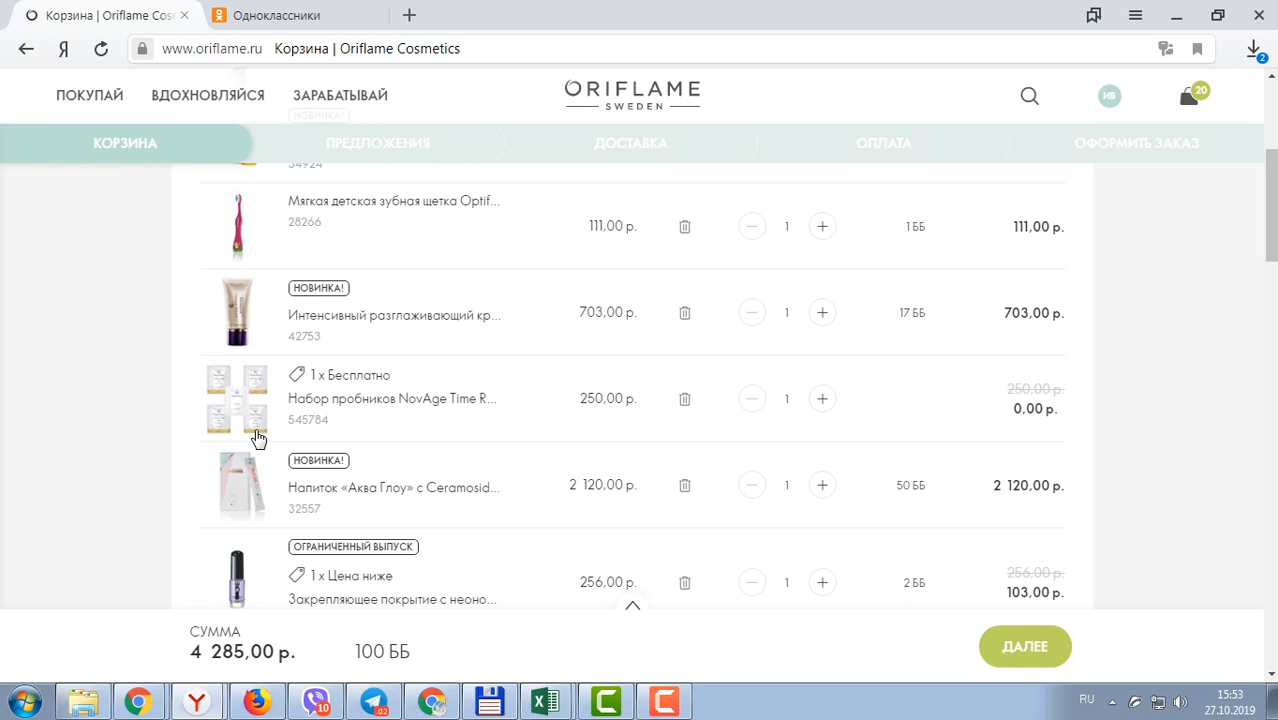 Корзина | Oriflame Cos
Одноклассники
www.oriflame.ru Корзина | Oriflame Cosmetics
2
ПОКУПАЙ ВДОХНОВЛЯЙСЯ ЗАРАБАТЫВАЙ
ORIFLAME
SWEDEN
ИВ
20
НОВИНКА!
КОРЗИНА ПРЕДЛОЖЕНИЯ ДОСТАВКА ОПЛАТА ОФОРМИТЬ ЗАКАЗ
54924
Мягкая детская зубная щетка Optif...
28266
111,00 р. 1 1 ББ 111,00 р.
НОВИНКА!
Интенсивный разглаживающий кр...
42753
703,00 р. 1 17 ББ 703,00 р.
1 x Бесплатно
Набор пробников NovAge Time R...
545784
250,00 р. 1
250,00 р.
0,00 р.
НОВИНКА!
Напиток «Аква Глоу» с Ceramosid...
32557
2 120,00 р. 1 50 ББ 2 120,00 р.
ОГРАНИЧЕННЫЙ ВЫПУСК
1 x Цена ниже
Закрепляющее покрытие с неоно...
256,00 р. 1 2 ББ
256,00 р.
103,00 р.
СУММА
4 285,00 р. 100 ББ
ДАЛЕЕ
10
02
RU
15:53
27.10.2019